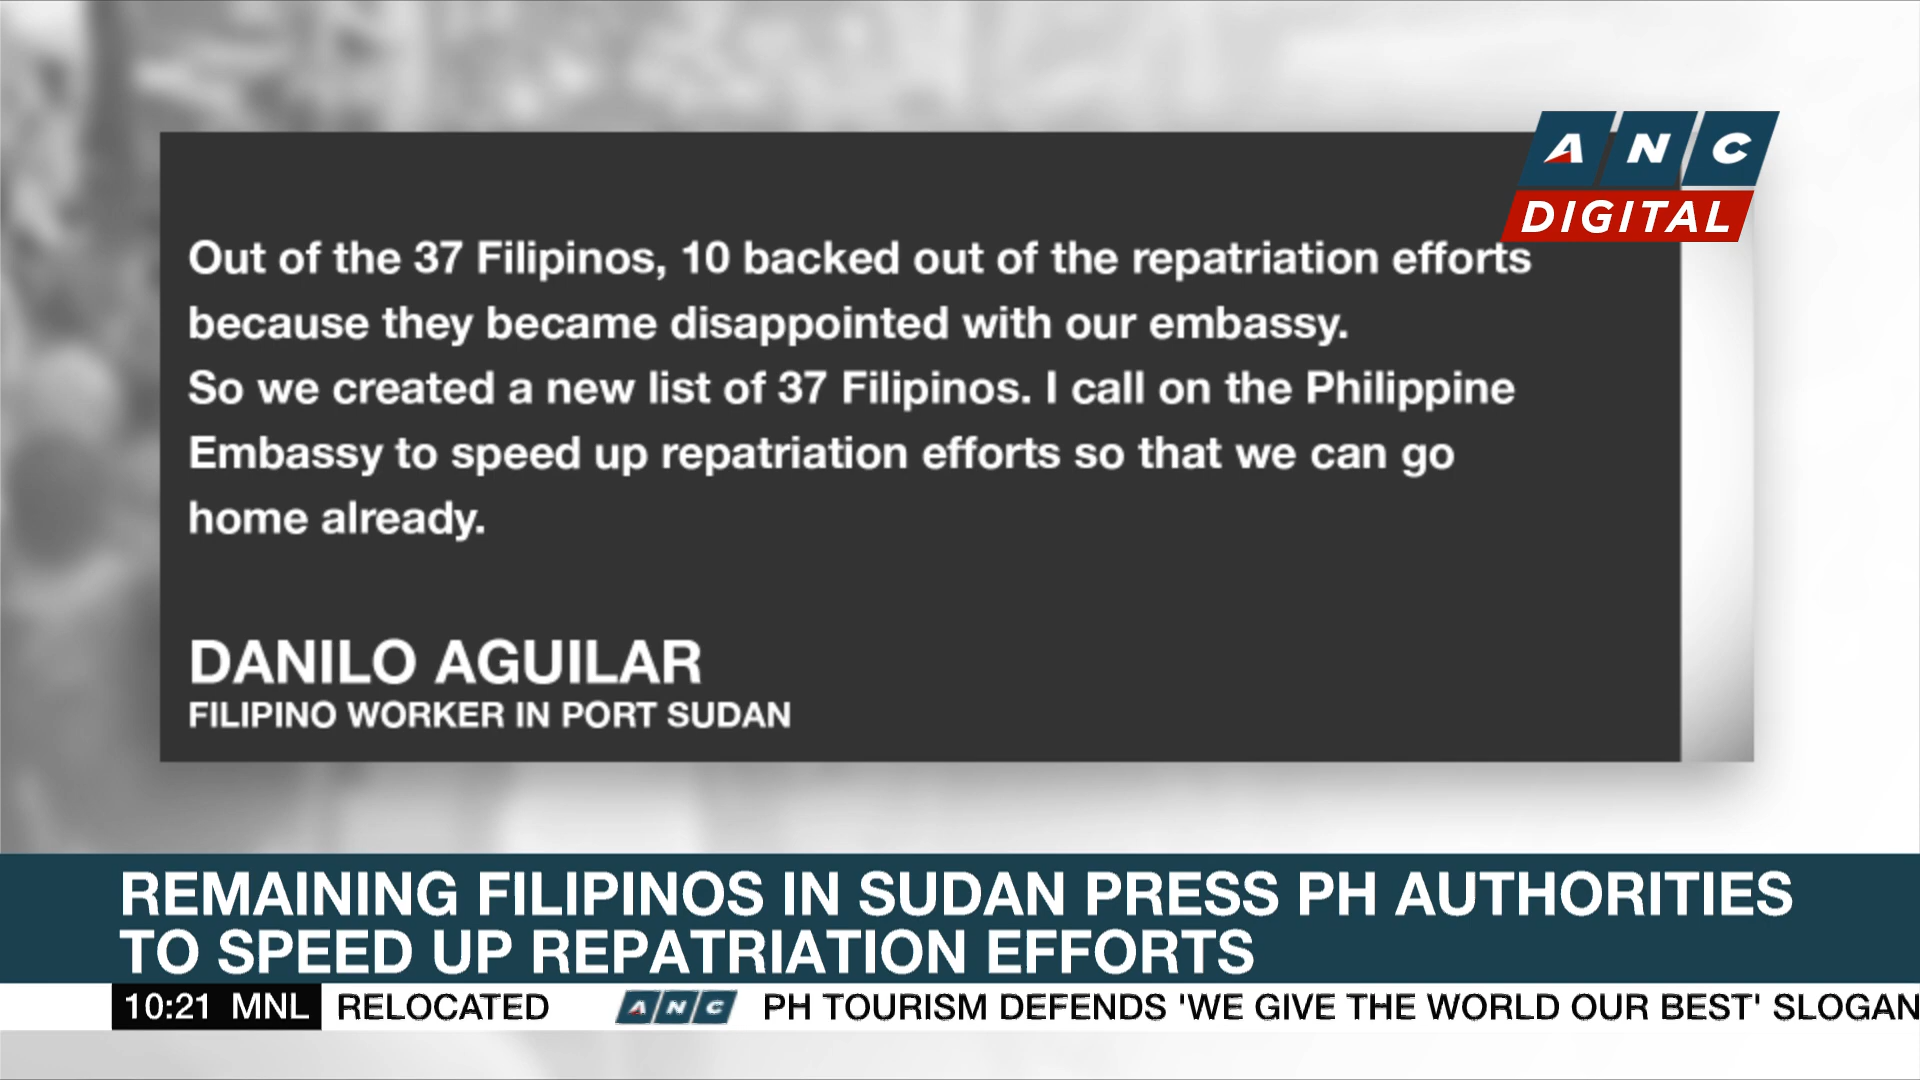 ANC
DIGITAL
Out of the 37 Filipinos, 10 backed out of the repatriation efforts
because they became disappointed with our embassy.
So we created a new list of 37 Filipinos. I call on the Philippine
Embassy to speed up repatriation efforts so that we can go
home already.
DANILO AGUILAR
FILIPINO WORKER IN PORT SUDAN
REMAINING FILIPINOS IN SUDAN PRESS PH AUTHORITIES
TO SPEED UP REPATRIATION EFFORTS
10:21 MNL RELOCATED ANC PH TOURISM DEFENDS 'WE GIVE THE WORLD OUR BEST' SLOGAN